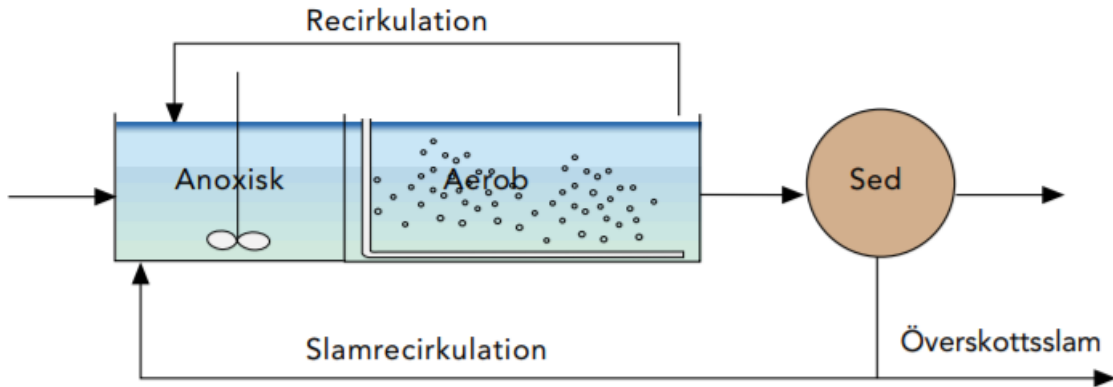 Recirkulation
Anoxisk
Aerob
Sed
Slamrecirkulation
Överskottsslam